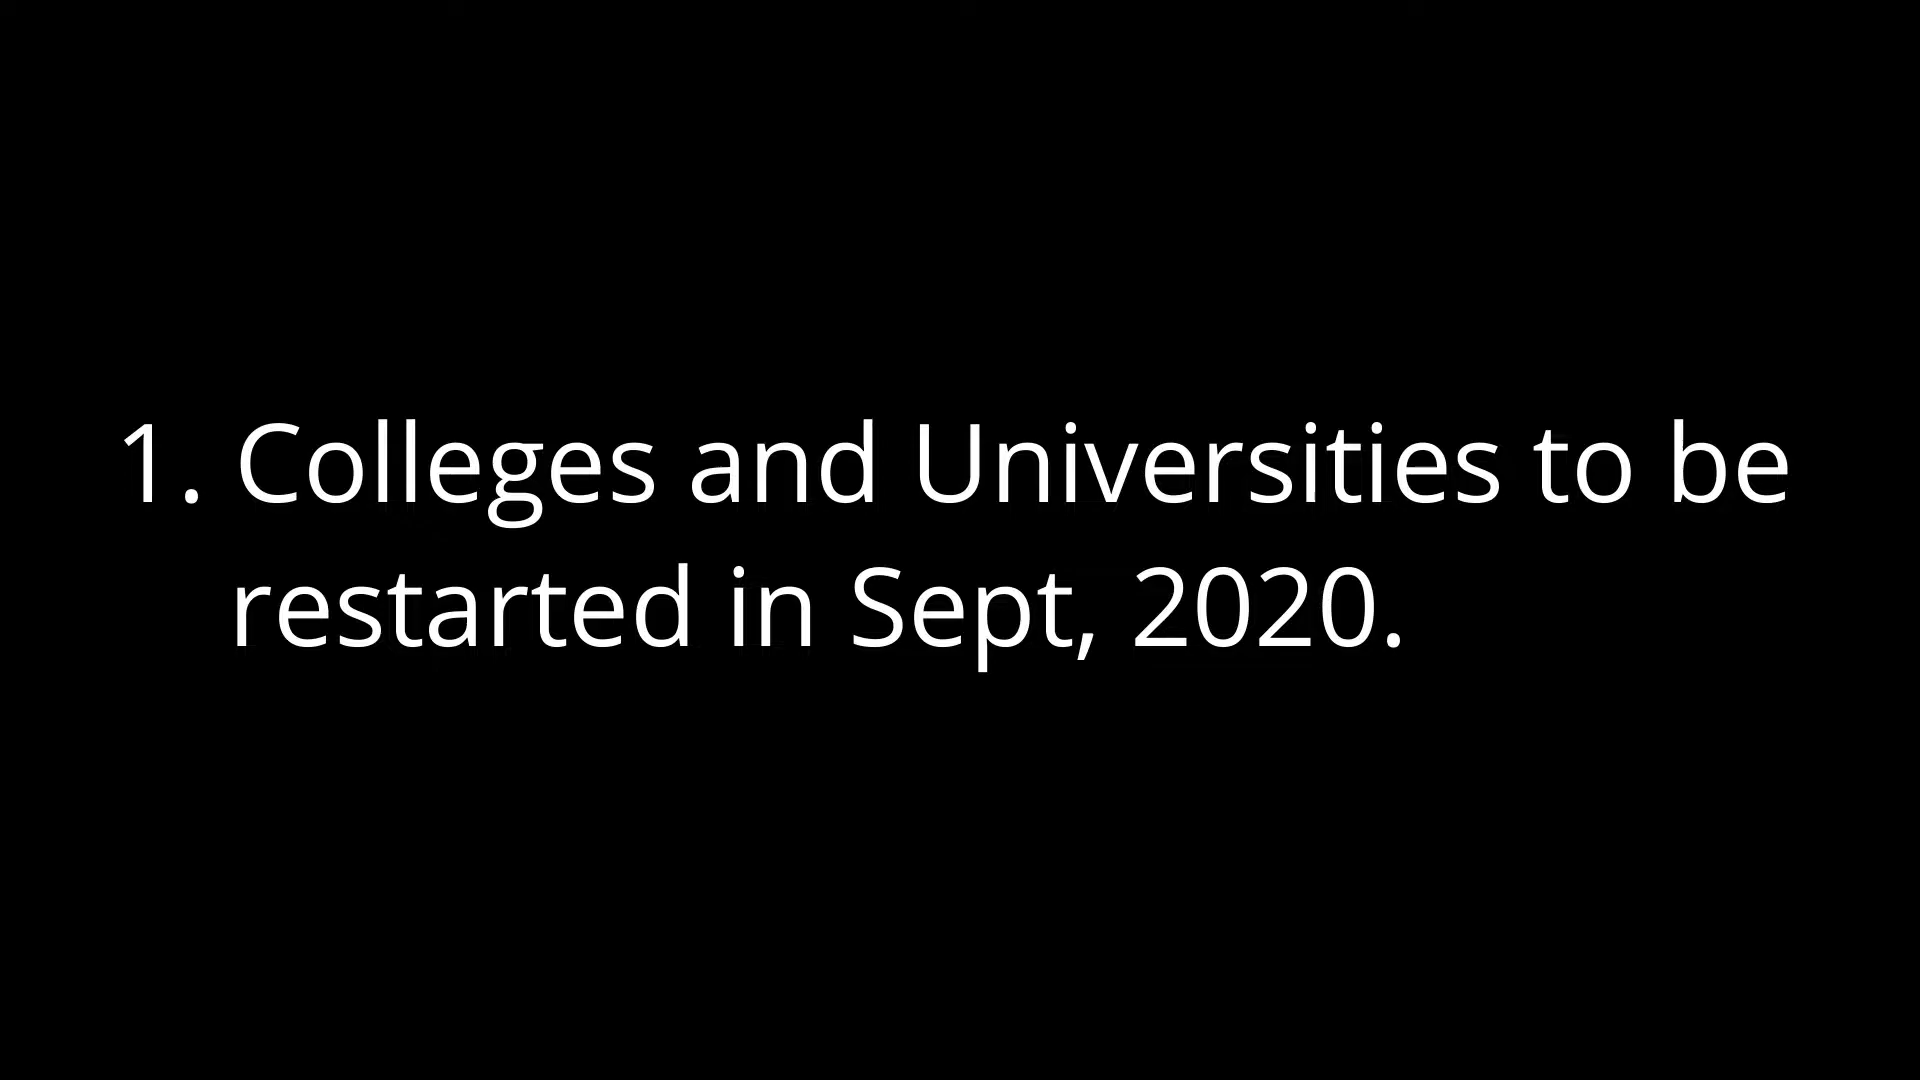 1. Colleges and Universities to be
restarted in Sept, 2020.